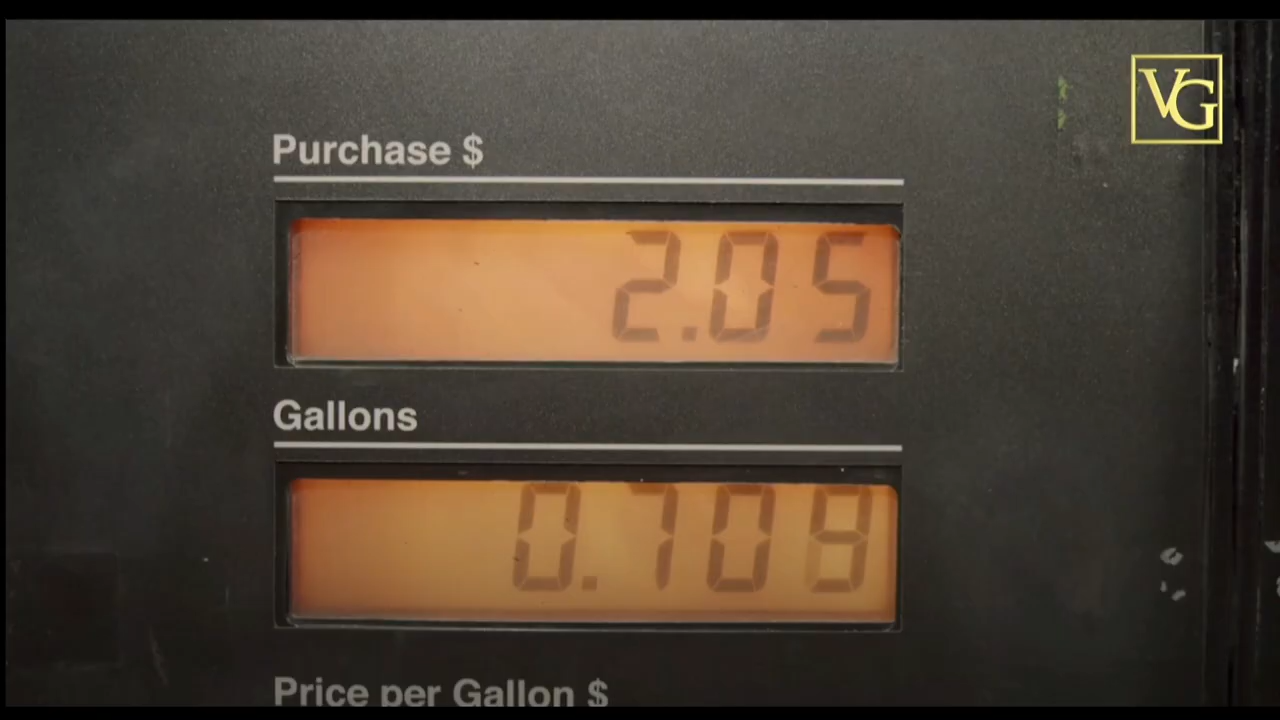 VG
Purchase $
2.05
Gallons
0.708
Price per Gallon $